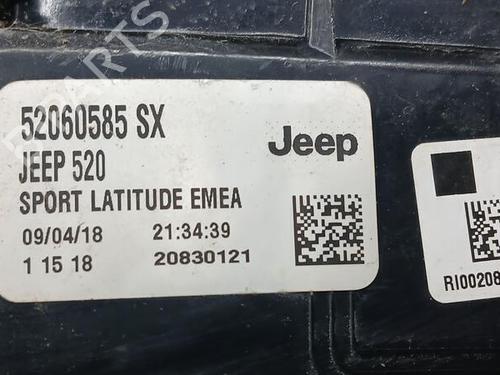 52060585 SX
Jeep
JEEP 520
SPORT LATITUDE EMEA
09/04/18 21:34:39
1 15 18 20830121
RI00208